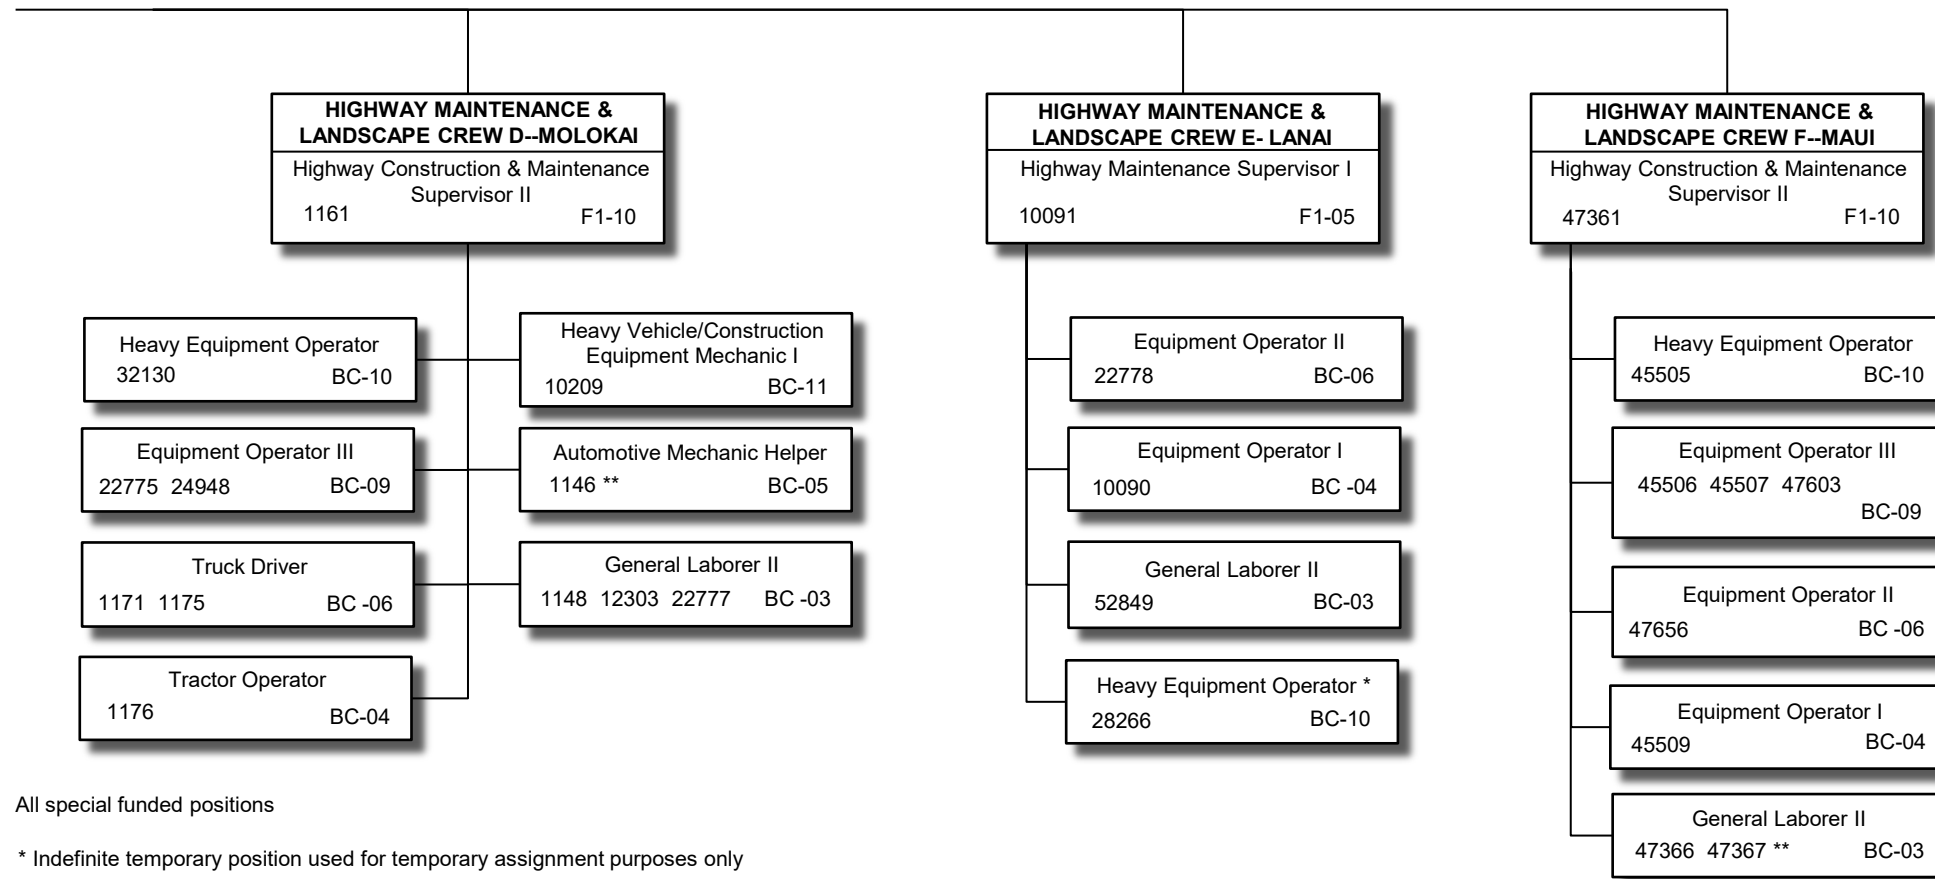 HIGHWAY MAINTENANCE &
LANDSCAPE CREW D--MOLOKAI
Highway Construction & Maintenance
Supervisor II
1161 F1-10
Heavy Equipment Operator
32130 BC-10
Heavy Vehicle/Construction
Equipment Mechanic I
10209 BC-11
Equipment Operator III
22775 24948 BC-09
Automotive Mechanic Helper
1146 ** BC-05
Truck Driver
1171 1175 BC -06
General Laborer II
1148 12303 22777 BC -03
Tractor Operator
1176 BC-04
HIGHWAY MAINTENANCE &
LANDSCAPE CREW E- LANAI
Highway Maintenance Supervisor I
10091 F1-05
Equipment Operator II
22778 BC-06
Equipment Operator I
10090 BC -04
General Laborer II
52849 BC-03
Heavy Equipment Operator *
28266 BC-10
HIGHWAY MAINTENANCE &
LANDSCAPE CREW F--MAUI
Highway Construction & Maintenance
Supervisor II
47361 F1-10
Heavy Equipment Operator
45505 BC-10
Equipment Operator III
45506 45507 47603
BC-09
Equipment Operator II
47656 BC -06
Equipment Operator I
45509 BC-04
General Laborer II
47366 47367 ** BC-03
All special funded positions
* Indefinite temporary position used for temporary assignment purposes only